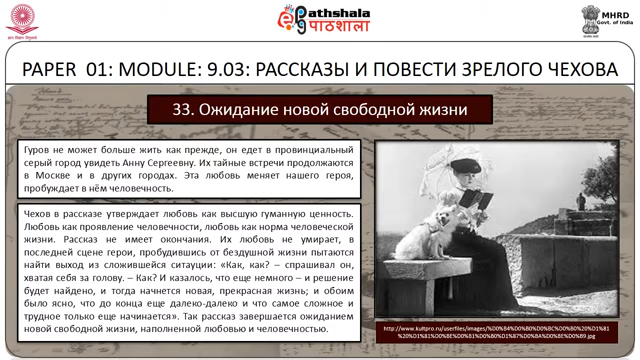 Pathshala
पाठशाला
MHRD
Govt. of India
PAPER 01: MODULE: 9.03: РАССКАЗЫ И ПОВЕСТИ ЗРЕЛОГО ЧЕХОВА
33. Ожидание новой свободной жизни
Гуров не может больше жить как прежде, он едет в провинциальный
серый город увидеть Анну Сергеевну. Их тайные встречи продолжаются
в Москве и в других городах. Эта любовь меняет нашего героя,
пробуждает в нём человечность.
Чехов в рассказе утверждает любовь как высшую гуманную ценность.
Любовь как проявление человечности, любовь как норма человеческой
жизни. Рассказ не имеет окончания. Их любовь не умирает, в
последней сцене герои, пробудившись от бездушной жизни пытаются
найти выход из сложившейся ситауции: «Как, как? – спрашивал он,
хватая себя за голову. – Как? И казалось, что еще немного – и решение
будет найдено, и тогда начнется новая, прекрасная жизнь; и обоим
было ясно, что до конца еще далеко-далеко и что самое сложное и
трудное только еще начинается». Так рассказ завершается ожиданием
новой свободной жизни, наполненной любовью и человечностью.